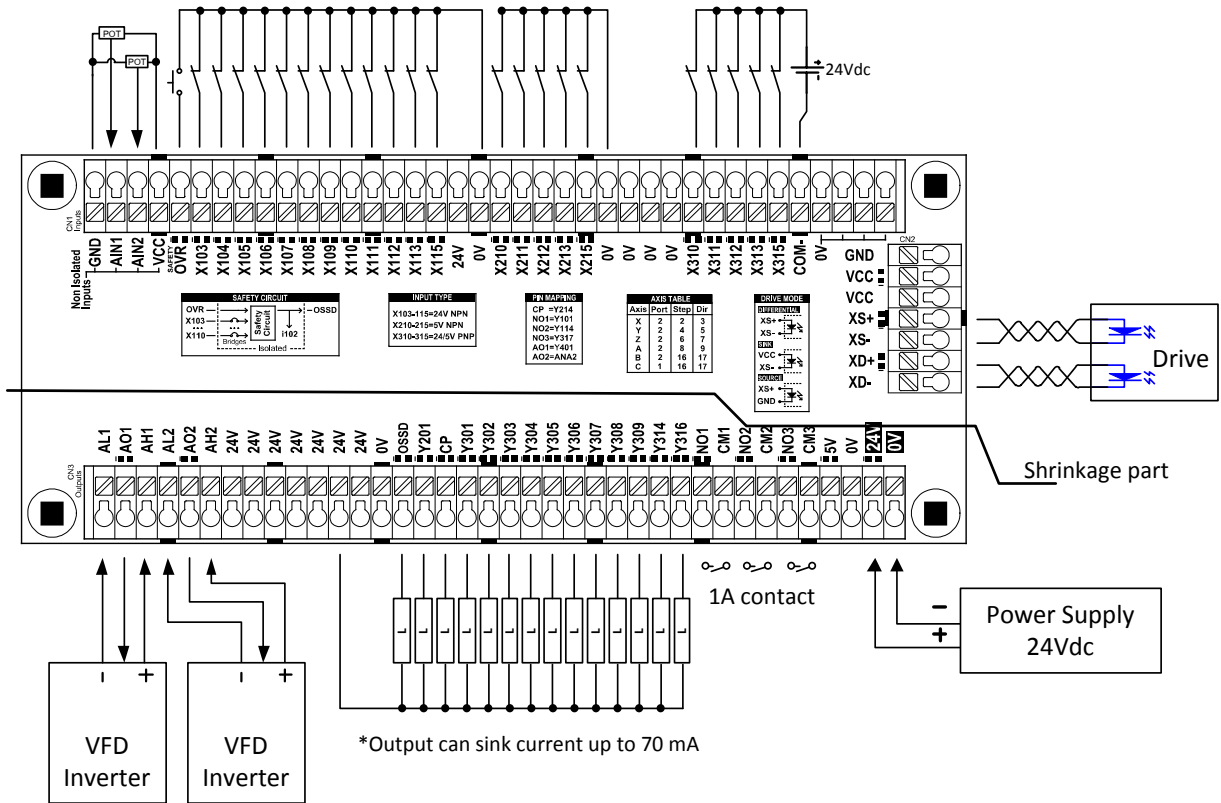 POT
POT
24Vdc
CN1
Inputs
GND
AIN1
AIN2
VCC
SAFETY
OVR
X103
X104
X105
X106
X107
X108
X109
X110
X111
X112
X113
X115
24V
0V
X210
X211
X212
X213
X215
0V
0V
0V
0V
X310
X311
X312
X313
X315
COM-
0V
Non Isolated
Inputs
CN2
GND
VCC
VCC
XS+
XS-
XD+
XD-
Drive
SAFETY CIRCUIT
OVR
X103
...
X110
Bridges
Safety
Circuit
OSSD
i102
Isolated
INPUT TYPE
X103-115=24V NPN
X210-215=5V NPN
X310-315=24/5V PNP
PIN MAPPING
CP =Y214
NO1=Y101
NO2=Y114
NO3=Y317
AO1=Y401
AO2=ANA2
AXIS TABLE
Axis Port Step Dir
X 2 2 3
Y 2 4 5
Z 2 6 7
A 2 8 9
B 2 16 17
C 1 16 17
DRIVE MODE
DIFFERENTIAL
XS+
XS-
SINK
VCC
XS-
SOURCE
XS+
GND
Shrinkage part
CN3
Outputs
AL1
AO1
AH1
AL2
AO2
AH2
24V
24V
24V
24V
24V
24V
24V
0V
OSSD
Y201
CP
Y301
Y302
Y303
Y304
Y305
Y306
Y307
Y308
Y309
Y314
Y316
NO1
CM1
NO2
CM2
NO3
CM3
5V
0V
24V
0V
L L L L L L L L L L L L L L
1A contact
- +
VFD
Inverter
- +
VFD
Inverter
*Output can sink current up to 70 mA
-
+
Power Supply
24Vdc